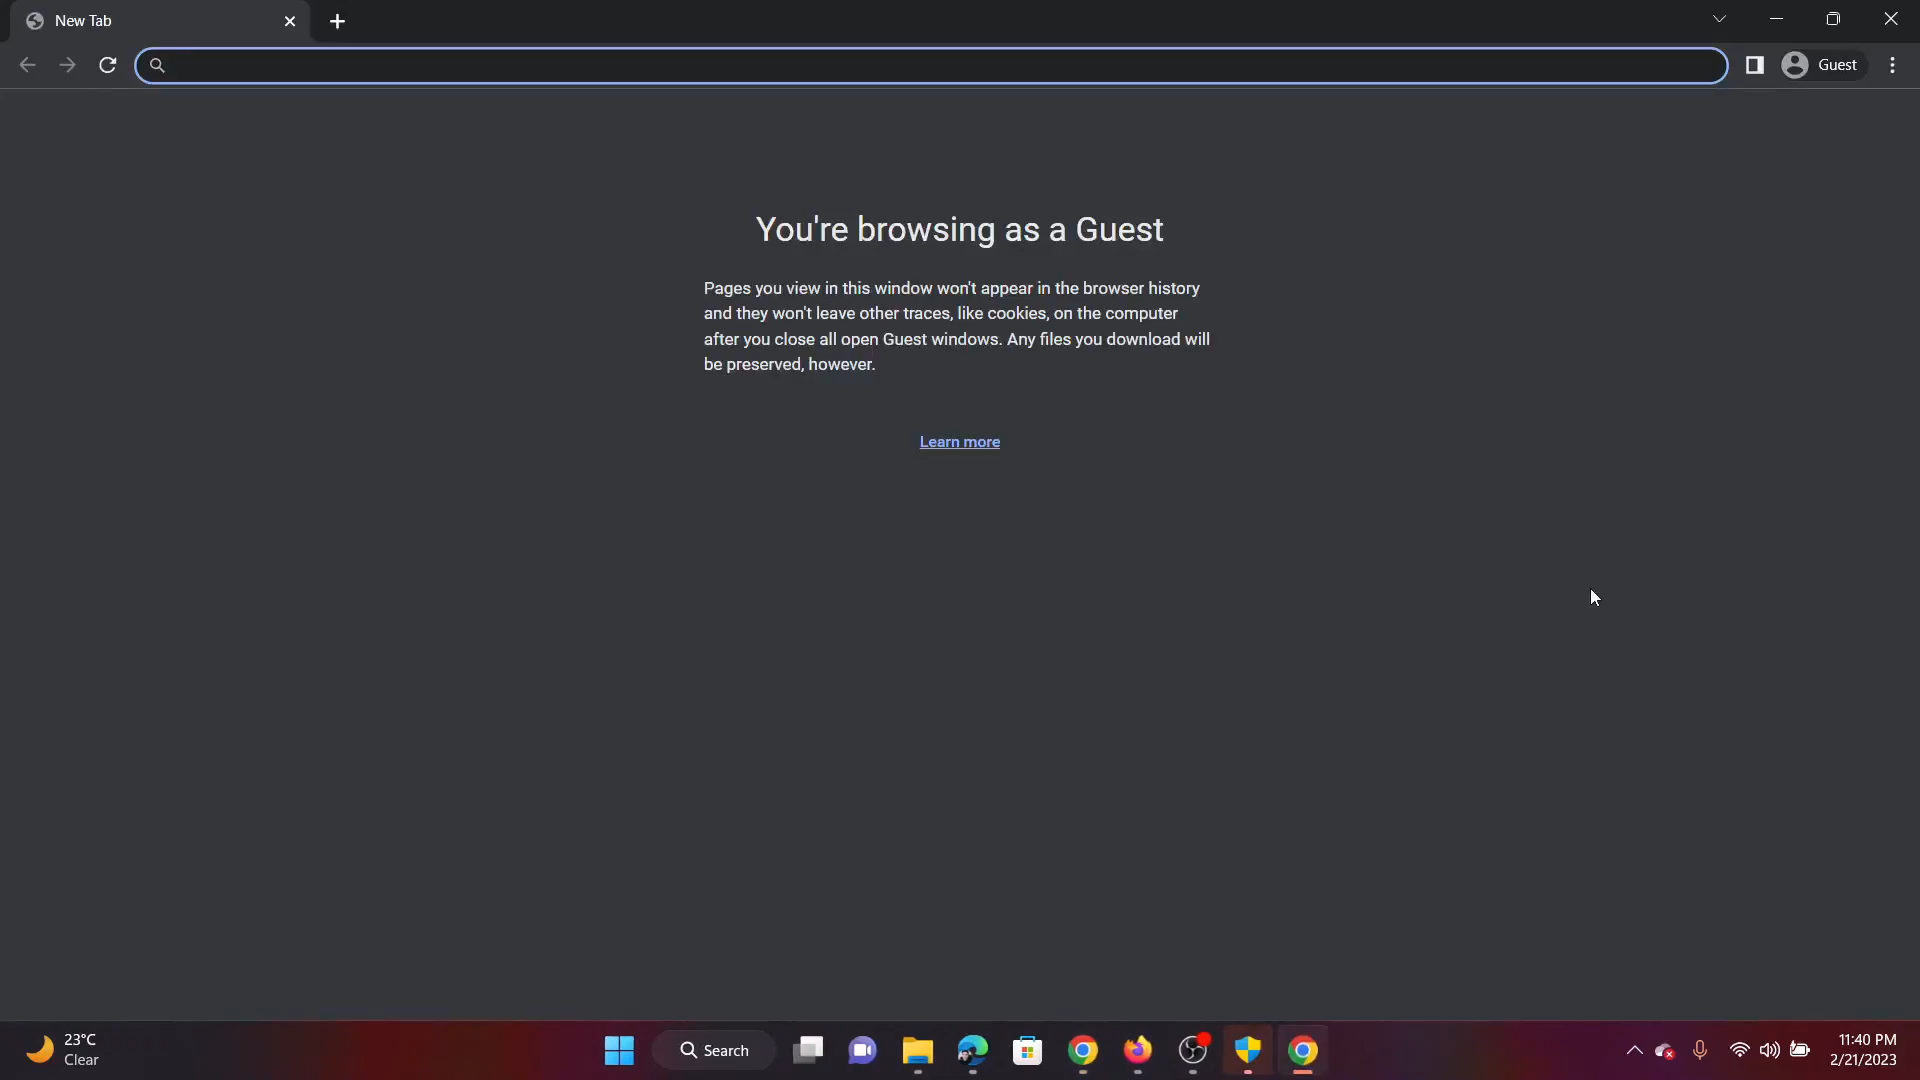 New Tab
Guest
You're browsing as a Guest
Pages you view in this window won't appear in the browser history
and they won't leave other traces, like cookies, on the computer
after you close all open Guest windows. Any files you download will
be preserved, however.
Learn more
23°C
Clear
Search
11:40 PM
2/21/2023